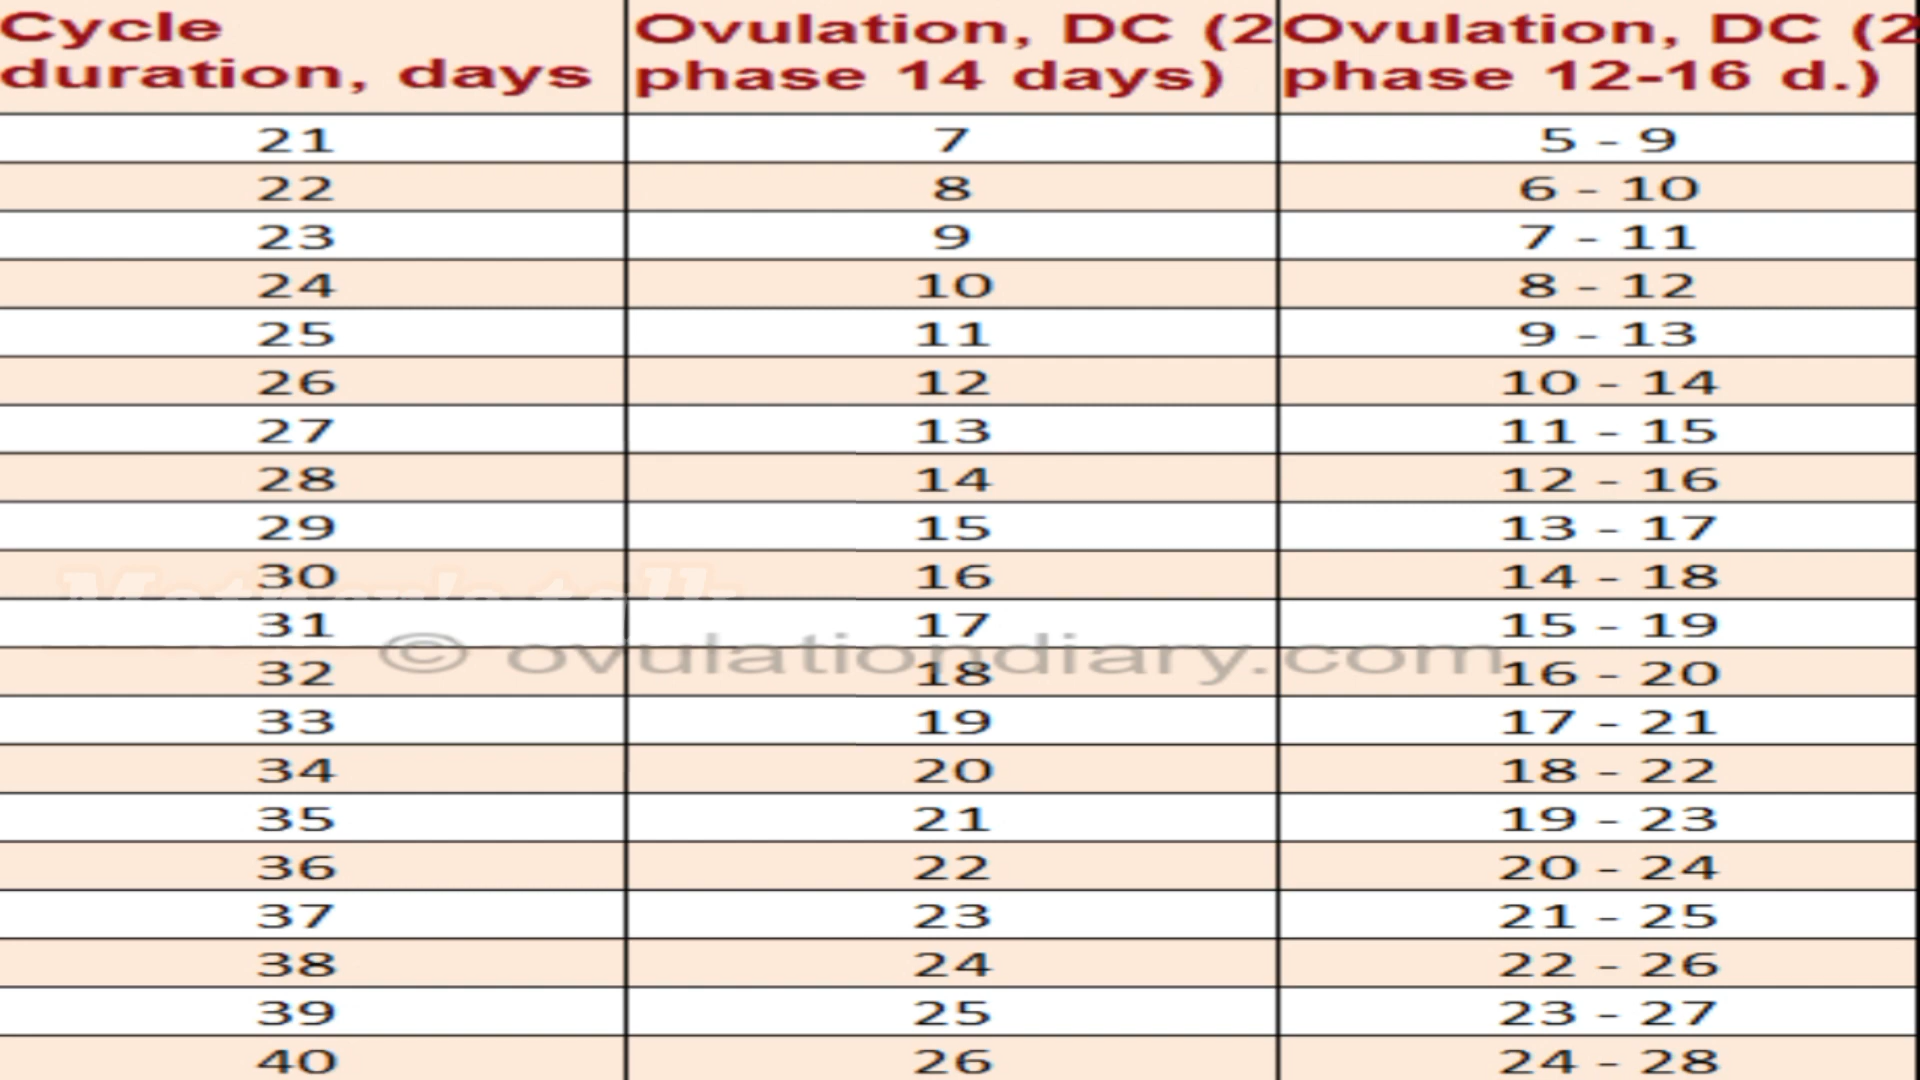 Cycle duration, days Ovulation, DC (2 phase 14 days) Ovulation, DC (2 phase 12-16 d.)
21 7 5 - 9
22 8 6 - 10
23 9 7 - 11
24 10 8 - 12
25 11 9 - 13
26 12 10 - 14
27 13 11 - 15
28 14 12 - 16
29 15 13 - 17
30 16 14 - 18
31 17 15 - 19
© ovulationdiary.com
32 18 16 - 20
33 19 17 - 21
34 20 18 - 22
35 21 19 - 23
36 22 20 - 24
37 23 21 - 25
38 24 22 - 26
39 25 23 - 27
40 26 24 - 28